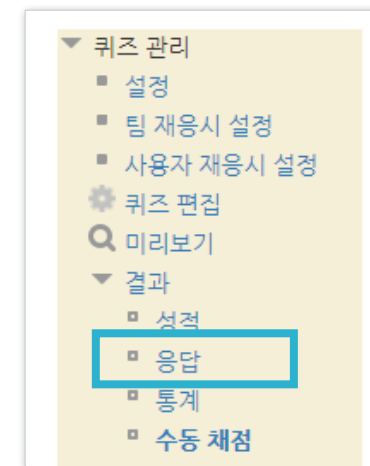 퀴즈 관리
설정
팀 재응시 설정
사용자 재응시 설정
퀴즈 편집
미리보기
결과
성적
응답
통계
수동 채점